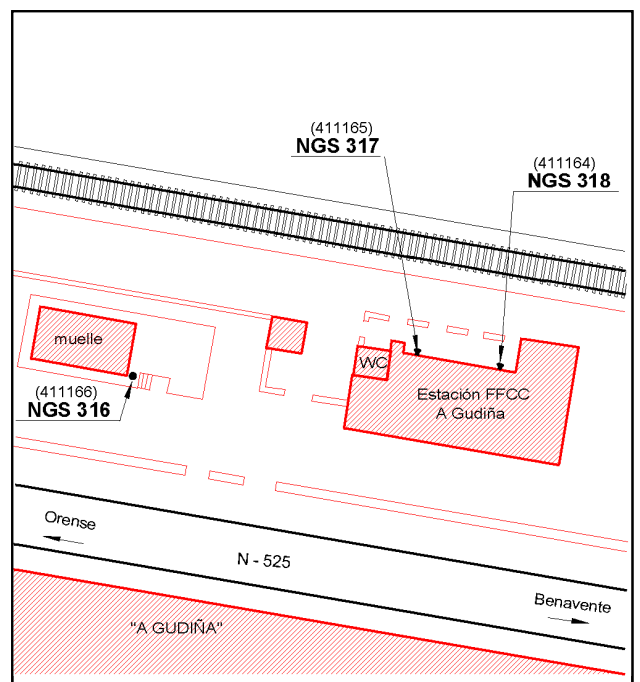 (411165)
NGS 317
(411164)
NGS 318
muelle
WC
(411166)
NGS 316
Estación FFCC
A Gudiña
Orense
N - 525
Benavente
"A GUDIÑA"